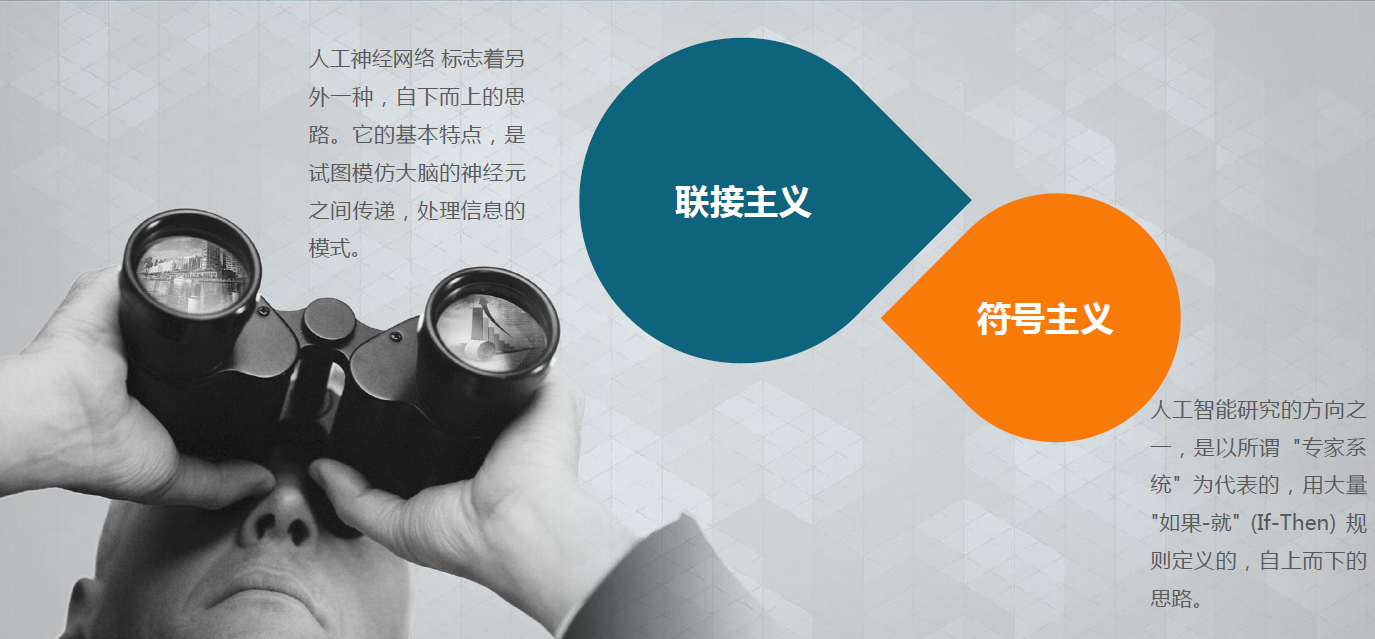 人工神经网络 标志着另
外一种，自下而上的思
路。它的基本特点，是
试图模仿大脑的神经元
之间传递，处理信息的
模式。
联接主义
符号主义
人工智能研究的方向之
一，是以所谓 "专家系
统" 为代表的，用大量
"如果-就" (If-Then) 规
则定义的，自上而下的
思路。